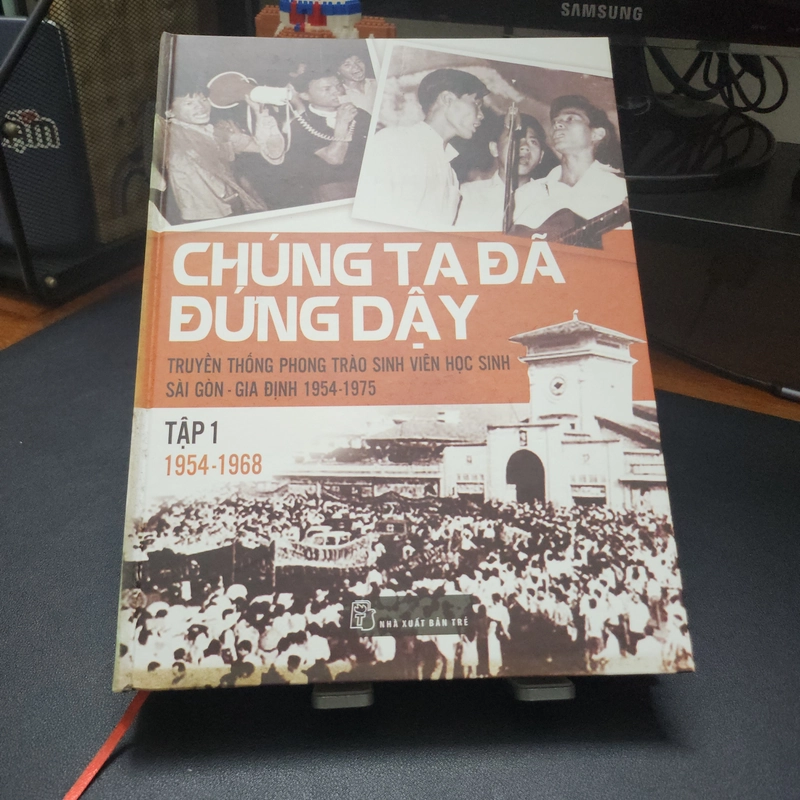 SAMSUNG
CHÚNG TA ĐÃ
ĐỨNG DẬY
TRUYỀN THỐNG PHONG TRÀO SINH VIÊN HỌC SINH
SÀI GÒN - GIA ĐỊNH 1954-1975
TẬP 1
1954-1968
NHÀ XUẤT BẢN TRẺ